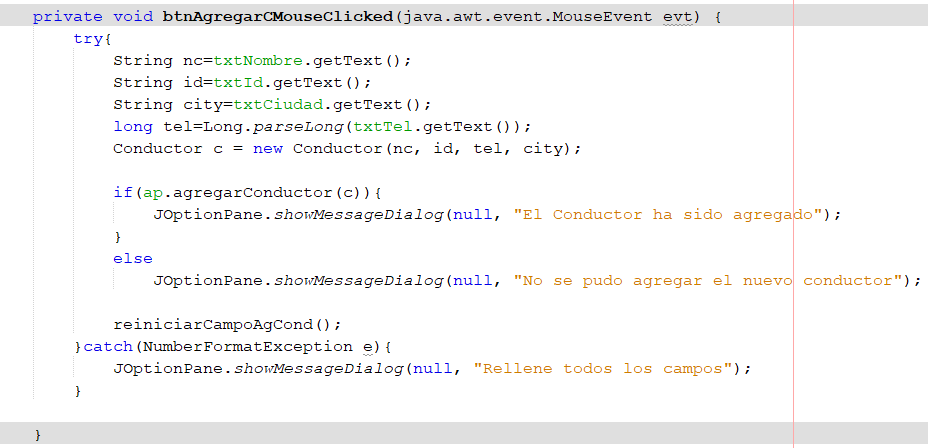 private void btnAgregarCMouseClicked(java.awt.event.MouseEvent evt) {
try{
String nc=txtNombre.getText();
String id=txtId.getText();
String city=txtCiudad.getText();
long tel=Long.parseLong(txtTel.getText());
Conductor c = new Conductor(nc, id, tel, city);
if(ap.agregarConductor(c)){
JOptionPane.showMessageDialog(null, "El Conductor ha sido agregado");
}
else
JOptionPane.showMessageDialog(null, "No se pudo agregar el nuevo conductor");
reiniciarCampoAgCond();
}catch(NumberFormatException e){
JOptionPane.showMessageDialog(null, "Rellene todos los campos");
}
}